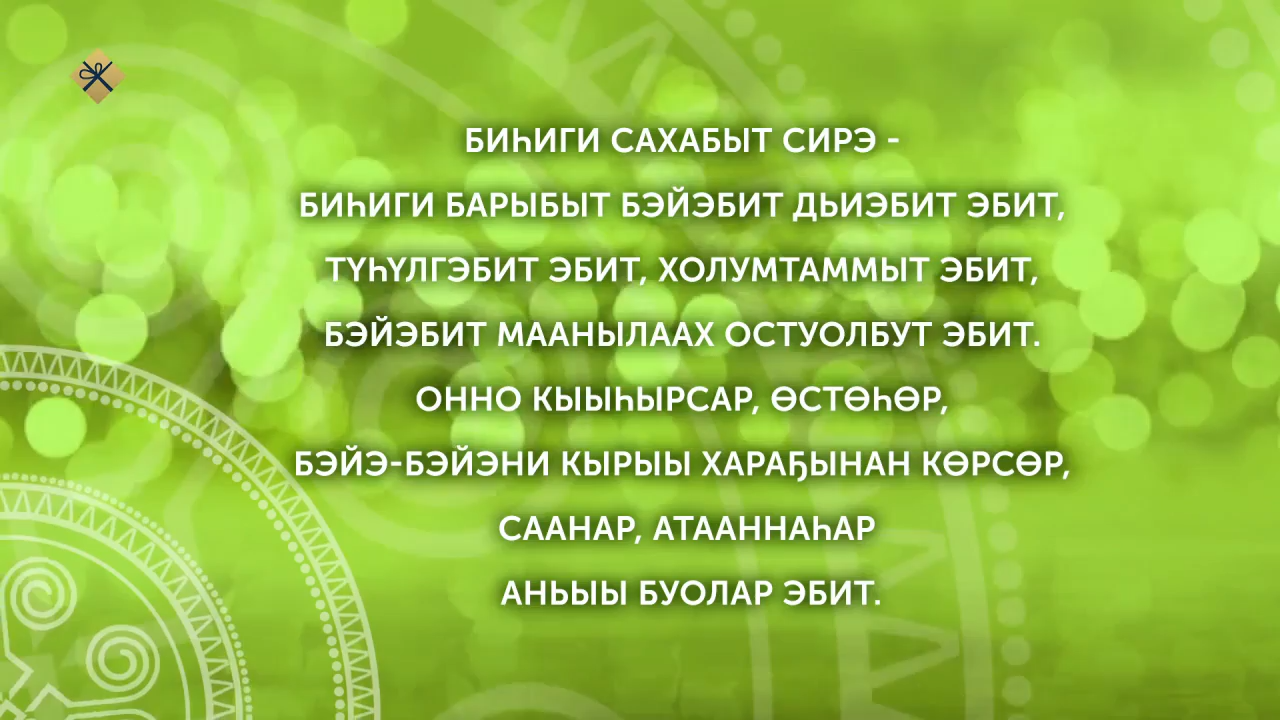 БИҺИГИ САХАБЫТ СИРЭ -
БИҺИГИ БАРЫБЫТ БЭЙЭБИТ ДЬИЭБИТ ЭБИТ,
ТҮҺҮЛГЭБИТ ЭБИТ, ХОЛУМТАММЫТ ЭБИТ,
БЭЙЭБИТ МААНЫЛААХ ОСТУОЛБУТ ЭБИТ.
ОННО КЫЫҺЫРСАР, ӨСТӨҺӨР,
БЭЙЭ-БЭЙЭНИ КЫРЫЫ ХАРАҔЫНАН КӨРСӨР,
СААНАР, АТААННАҺАР
АНЬЫЫ БУОЛАР ЭБИТ.